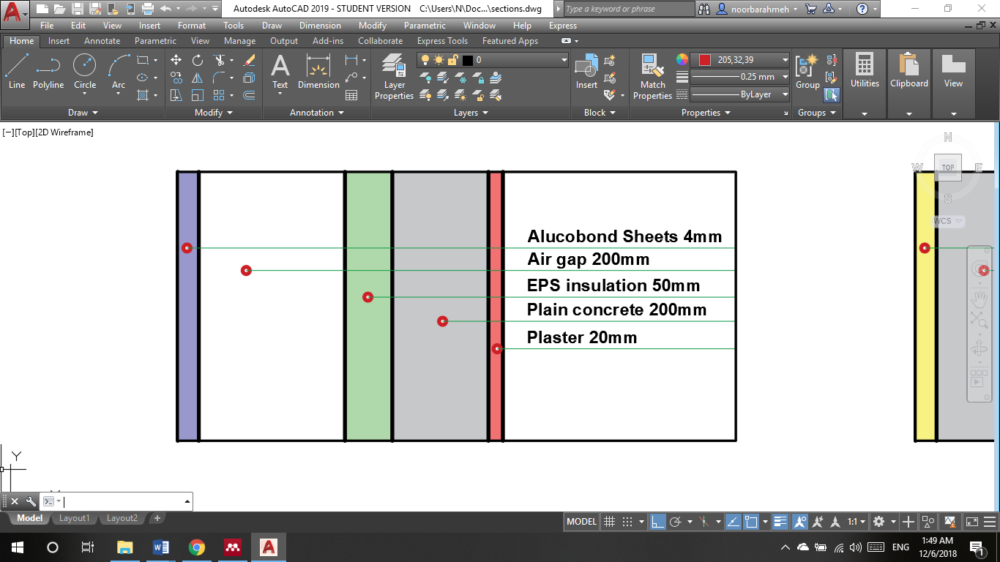 Autodesk AutoCAD 2019 - STUDENT VERSION C:\Users\N\Doc...\sections.dwg
Type a keyword or phrase
noorbarahmeh
File Edit View Insert Format Tools Draw Dimension Modify Parametric Window Help Express
Home Insert Annotate Parametric View Manage Output Add-ins Collaborate Express Tools Featured Apps
0
205,32,39
0.25 mm
ByLayer
Line Polyline Circle Arc
Text Dimension
Layer Properties
Insert
Match Properties
Group
Utilities
Clipboard
View
Draw Modify Annotation Layers Block Properties Groups
[−][Top][2D Wireframe]
N
W TOP E
S
WCS
Alucobond Sheets 4mm
Air gap 200mm
EPS insulation 50mm
Plain concrete 200mm
Plaster 20mm
Y
Model Layout1 Layout2 +
MODEL
1:1
ENG
1:49 AM
12/6/2018
1